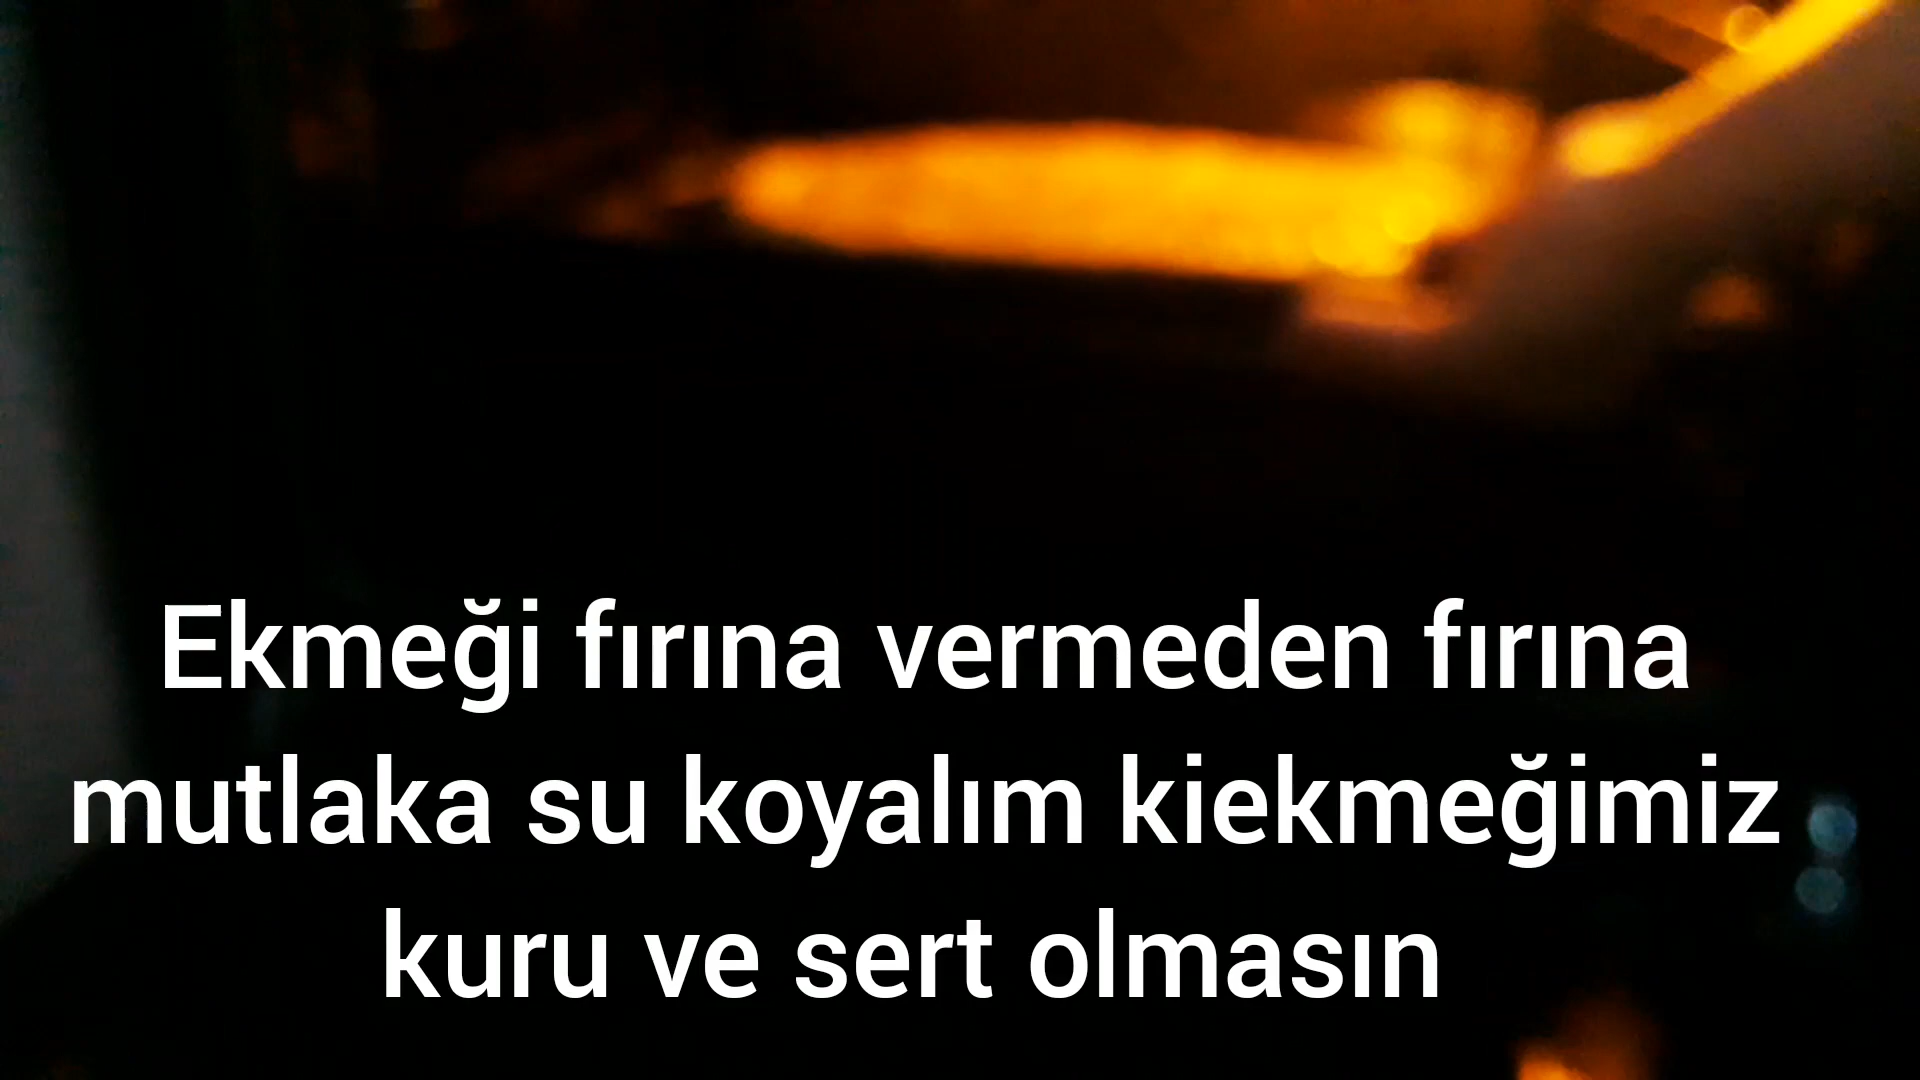 Ekmeği fırına vermeden fırına
mutlaka su koyalım kiekmeğimiz
kuru ve sert olmasın